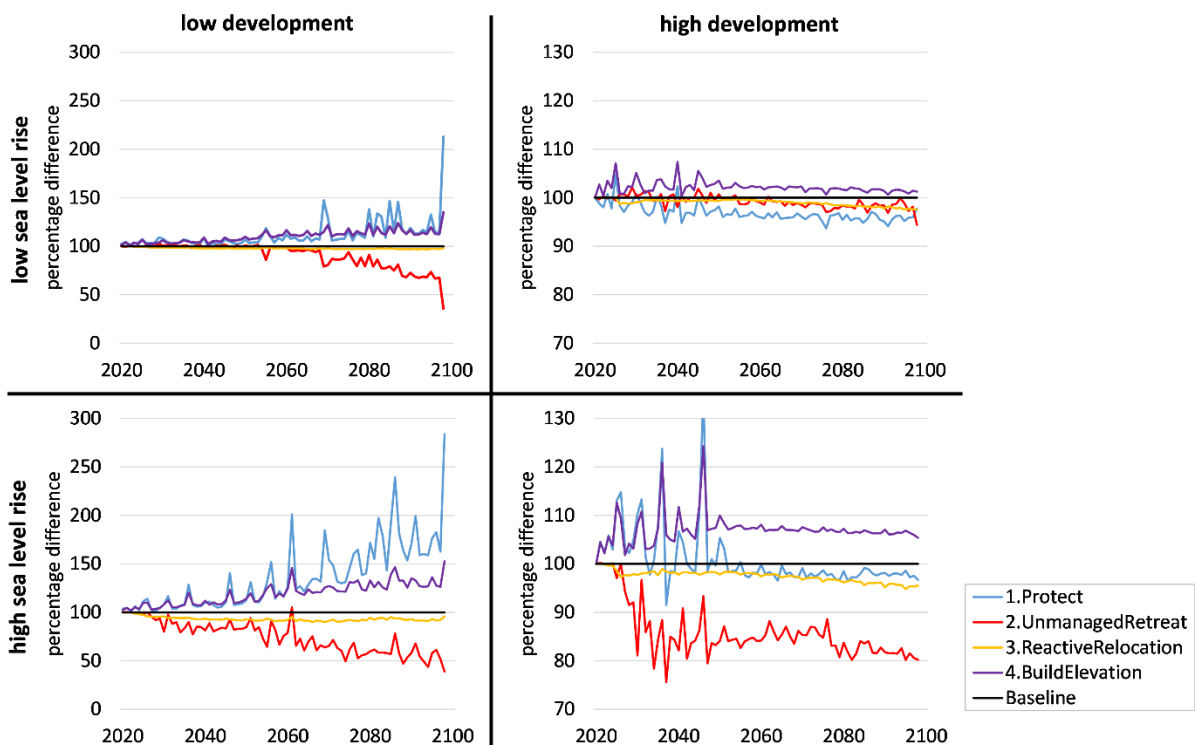 low development
high development
low sea level rise
percentage difference
300
250
200
150
100
50
0
2020 2040 2060 2080 2100
percentage difference
130
120
110
100
90
80
70
2020 2040 2060 2080 2100
high sea level rise
percentage difference
300
250
200
150
100
50
0
2020 2040 2060 2080 2100
percentage difference
130
120
110
100
90
80
70
2020 2040 2060 2080 2100
1.Protect
2.UnmanagedRetreat
3.ReactiveRelocation
4.BuildElevation
Baseline